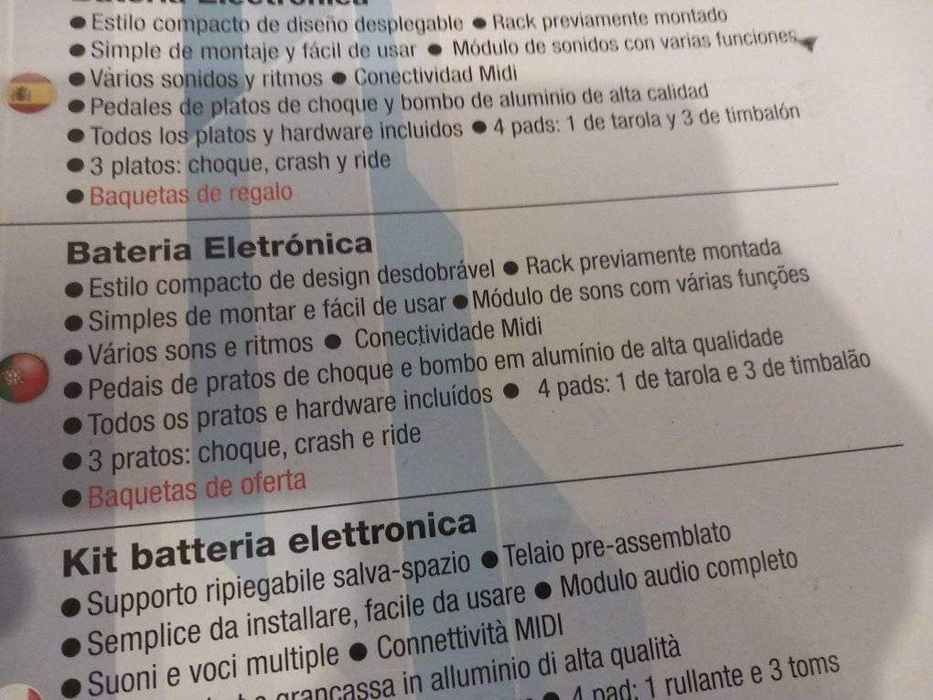 Bateria Electrónica
● Estilo compacto de diseño desplegable ● Rack previamente montado
● Simple de montaje y fácil de usar ● Módulo de sonidos con varias funciones
● Vários sonidos y ritmos ● Conectividad Midi
● Pedales de platos de choque y bombo de aluminio de alta calidad
● Todos los platos y hardware incluidos ● 4 pads: 1 de tarola y 3 de timbalón
● 3 platos: choque, crash y ride
● Baquetas de regalo
Bateria Eletrónica
● Estilo compacto de design desdobrável ● Rack previamente montada
● Simples de montar e fácil de usar ● Módulo de sons com várias funções
● Vários sons e ritmos ● Conectividade Midi
● Pedais de pratos de choque e bombo em alumínio de alta qualidade
● Todos os pratos e hardware incluídos ● 4 pads: 1 de tarola e 3 de timbalão
● 3 pratos: choque, crash e ride
● Baquetas de oferta
Kit batteria elettronica
● Supporto ripiegabile salva-spazio ● Telaio pre-assemblato
● Semplice da installare, facile da usare ● Modulo audio completo
● Suoni e voci multiple ● Connettività MIDI
grancassa in alluminio di alta qualità
● 4 pad: 1 rullante e 3 toms